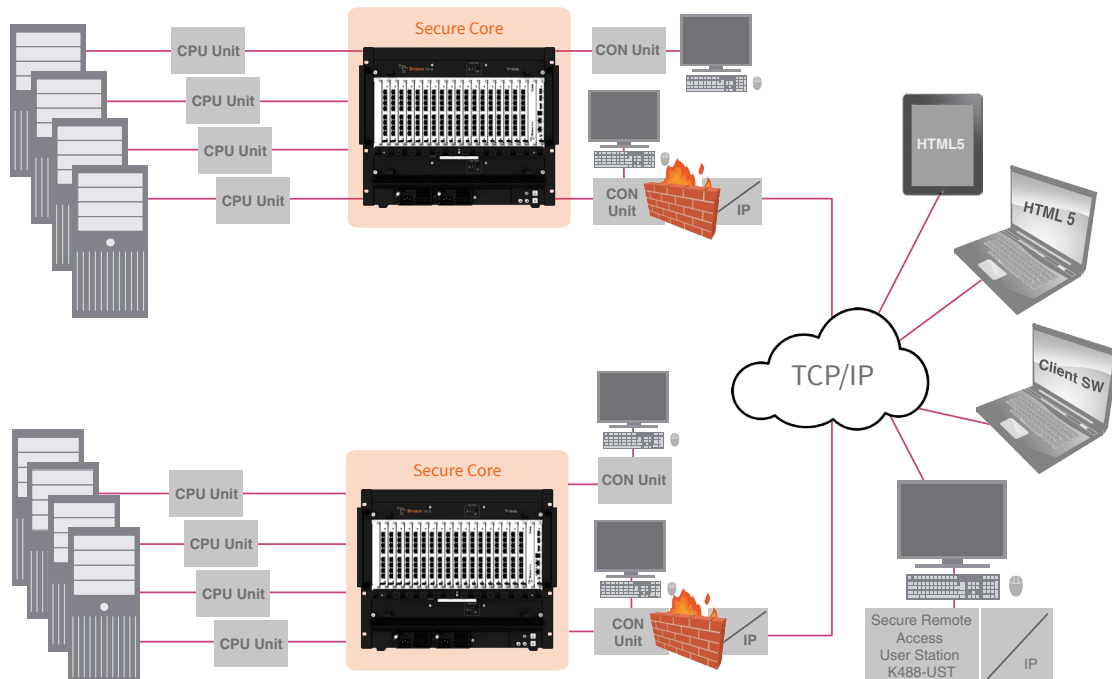 Secure Core
CPU Unit
CON Unit
CPU Unit
CPU Unit
CPU Unit
CON
Unit
IP
HTML5
HTML 5
TCP/IP
Client SW
Secure Core
CON Unit
CPU Unit
CPU Unit
CPU Unit
CPU Unit
CON
Unit
IP
Secure Remote
Access
User Station
K488-UST
IP